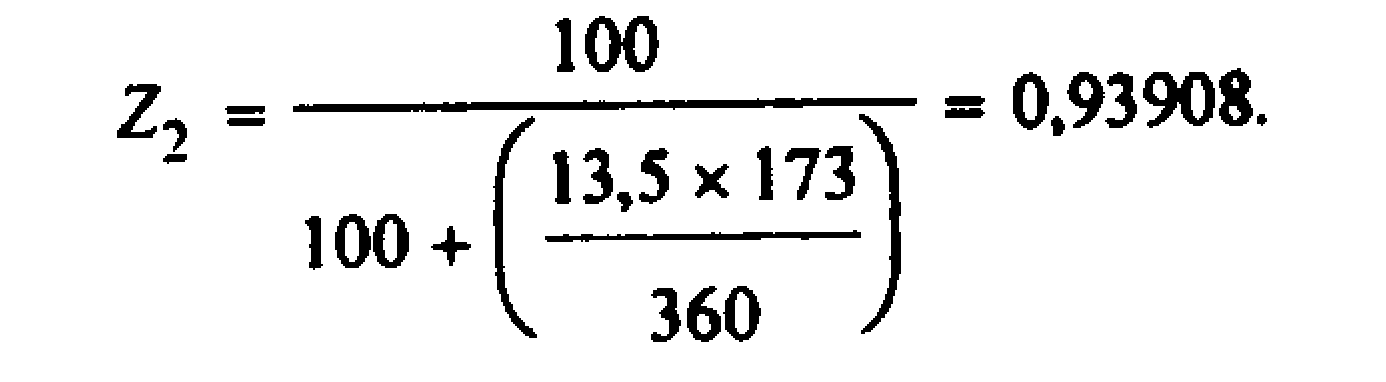 Z₂ = 100 / (100 + (13,5 × 173 / 360)) = 0,93908.